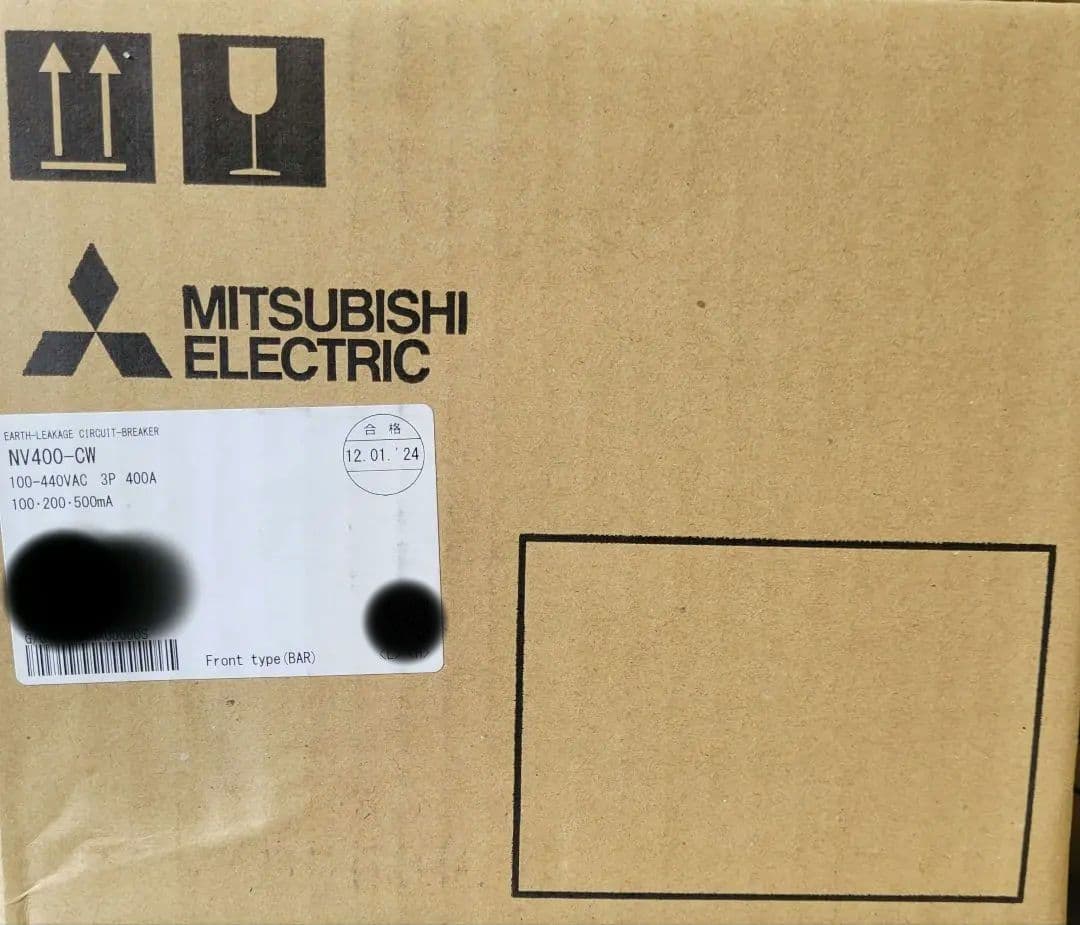 MITSUBISHI
ELECTRIC
EARTH-LEAKAGE CIRCUIT-BREAKER
NV400-CW
100-440VAC 3P 400A
100·200·500mA
合格
12.01.'24
Front type(BAR)